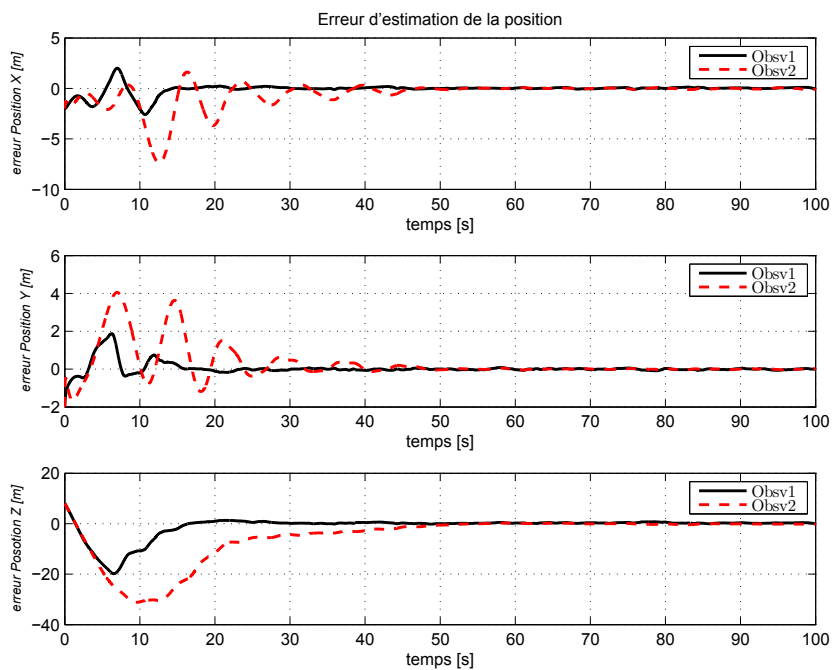 Erreur d'estimation de la position
5
0
−5
−10
erreur Position X [m]
Obsv1
Obsv2
0 10 20 30 40 50 60 70 80 90 100
temps [s]
6
4
2
0
−2
erreur Position Y [m]
Obsv1
Obsv2
0 10 20 30 40 50 60 70 80 90 100
temps [s]
20
0
−20
−40
erreur Posotion Z [m]
Obsv1
Obsv2
0 10 20 30 40 50 60 70 80 90 100
temps [s]